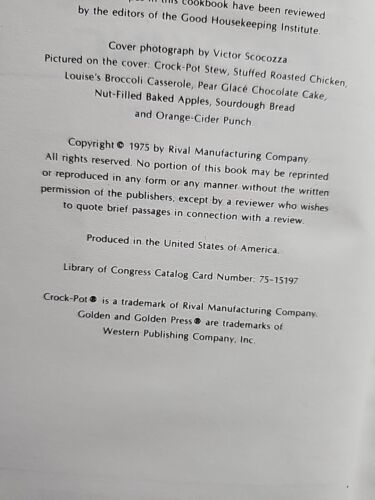 in this cookbook have been reviewed
by the editors of the Good Housekeeping Institute.
Cover photograph by Victor Scocozza
Pictured on the cover: Crock-Pot Stew, Stuffed Roasted Chicken,
Louise's Broccoli Casserole, Pear Glacé Chocolate Cake,
Nut-Filled Baked Apples, Sourdough Bread
and Orange-Cider Punch.
Copyright © 1975 by Rival Manufacturing Company
All rights reserved. No portion of this book may be reprinted
or reproduced in any form or any manner without the written
permission of the publishers, except by a reviewer who wishes
to quote brief passages in connection with a review.
Produced in the United States of America.
Library of Congress Catalog Card Number: 75-15197
Crock-Pot® is a trademark of Rival Manufacturing Company.
Golden and Golden Press® are trademarks of
Western Publishing Company, Inc.